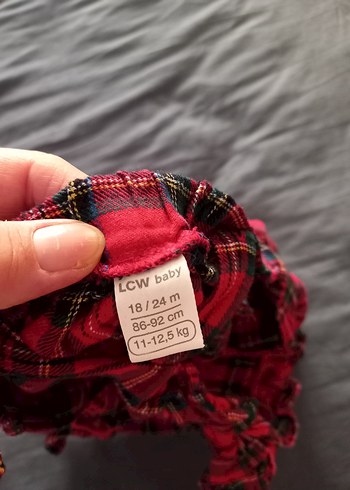 LCW baby
18 / 24 m
86-92 cm
11-12,5 kg